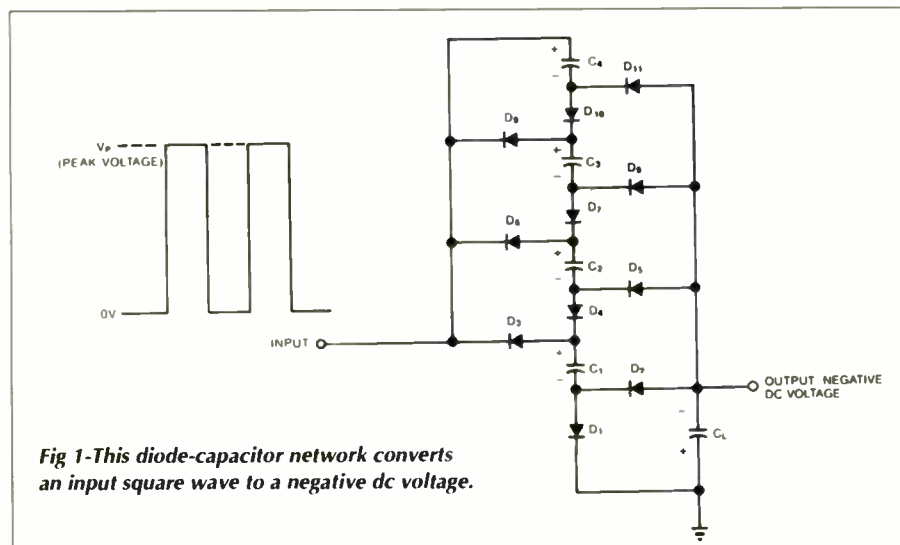 C₄
D₁₁
D₁₀
D₉
C₃
D₉
D₇
D₆
C₂
D₅
D₄
D₃
C₁
D₂
D₁
Vₚ
(PEAK VOLTAGE)
0V
INPUT
OUTPUT NEGATIVE
DC VOLTAGE
C_L
+
−
+
−
+
−
+
−
−
+
Fig 1-This diode-capacitor network converts
an input square wave to a negative dc voltage.